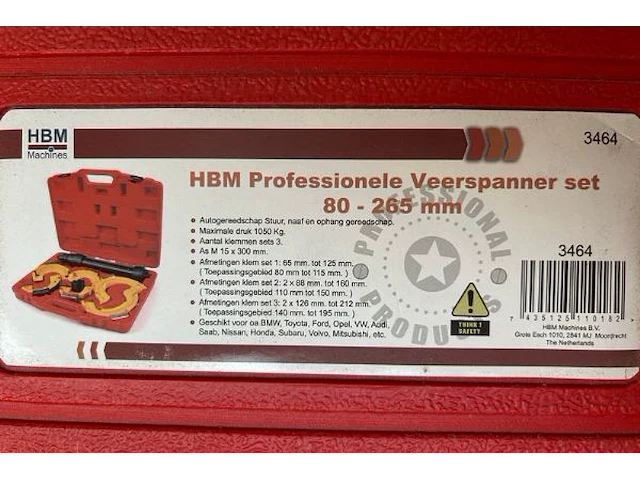 HBM
Machines
3464
HBM Professionele Veerspanner set
80 - 265 mm
Autogereedschap Stuur, naaf en ophang gereedschap.
Maximale druk 1050 Kg.
Aantal klemmen sets 3.
As M 15 x 300 mm.
Afmetingen klem set 1: 65 mm. tot 125 mm.
( Toepassingsgebied 80 mm tot 115 mm. )
Afmetingen klem set 2: 2 x 88 mm. tot 160 mm.
( Toepassingsgebied 110 mm tot 150 mm. )
Afmetingen klem set 3: 2 x 126 mm. tot 212 mm.
( Toepassingsgebied 140 mm. tot 195 mm. )
Geschikt voor oa BMW, Toyota, Ford, Opel, VW, Audi,
Saab, Nissan, Honda, Subaru, Volvo, Mitsubishi, etc.
PROFESSIONAL
PRODUCTS
THINK !
SAFETY
3464
7 435125 110182
HBM Machines B.V.
Grote Esch 1010, 2841 MJ Moordrecht
The Netherlands